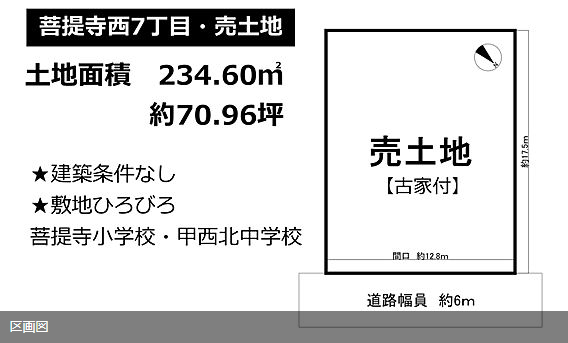 菩提寺西7丁目・売土地
土地面積 234.60㎡
約70.96坪
★建築条件なし
★敷地ひろびろ
菩提寺小学校・甲西北中学校
N
売土地
【古家付】
約17.5m
間口 約12.8m
道路幅員 約6m
区画図